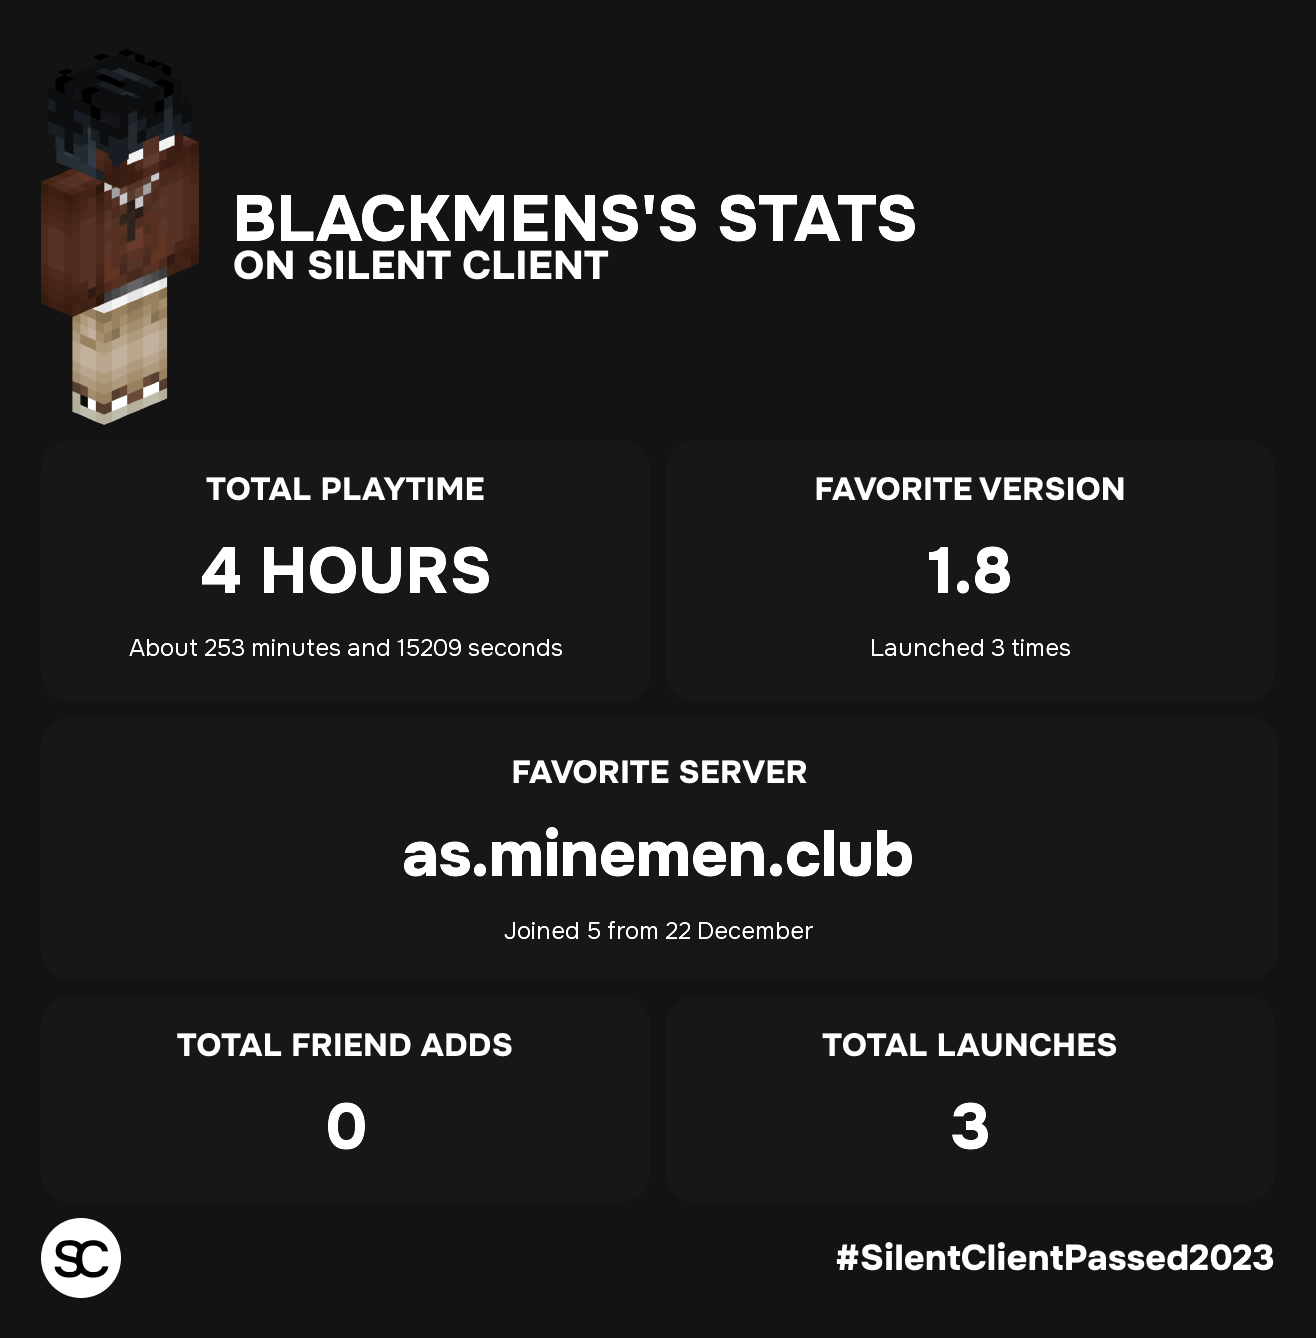 BLACKMENS'S STATS
ON SILENT CLIENT
TOTAL PLAYTIME
4 HOURS
About 253 minutes and 15209 seconds
FAVORITE VERSION
1.8
Launched 3 times
FAVORITE SERVER
as.minemen.club
Joined 5 from 22 December
TOTAL FRIEND ADDS
0
TOTAL LAUNCHES
3
SC
#SilentClientPassed2023